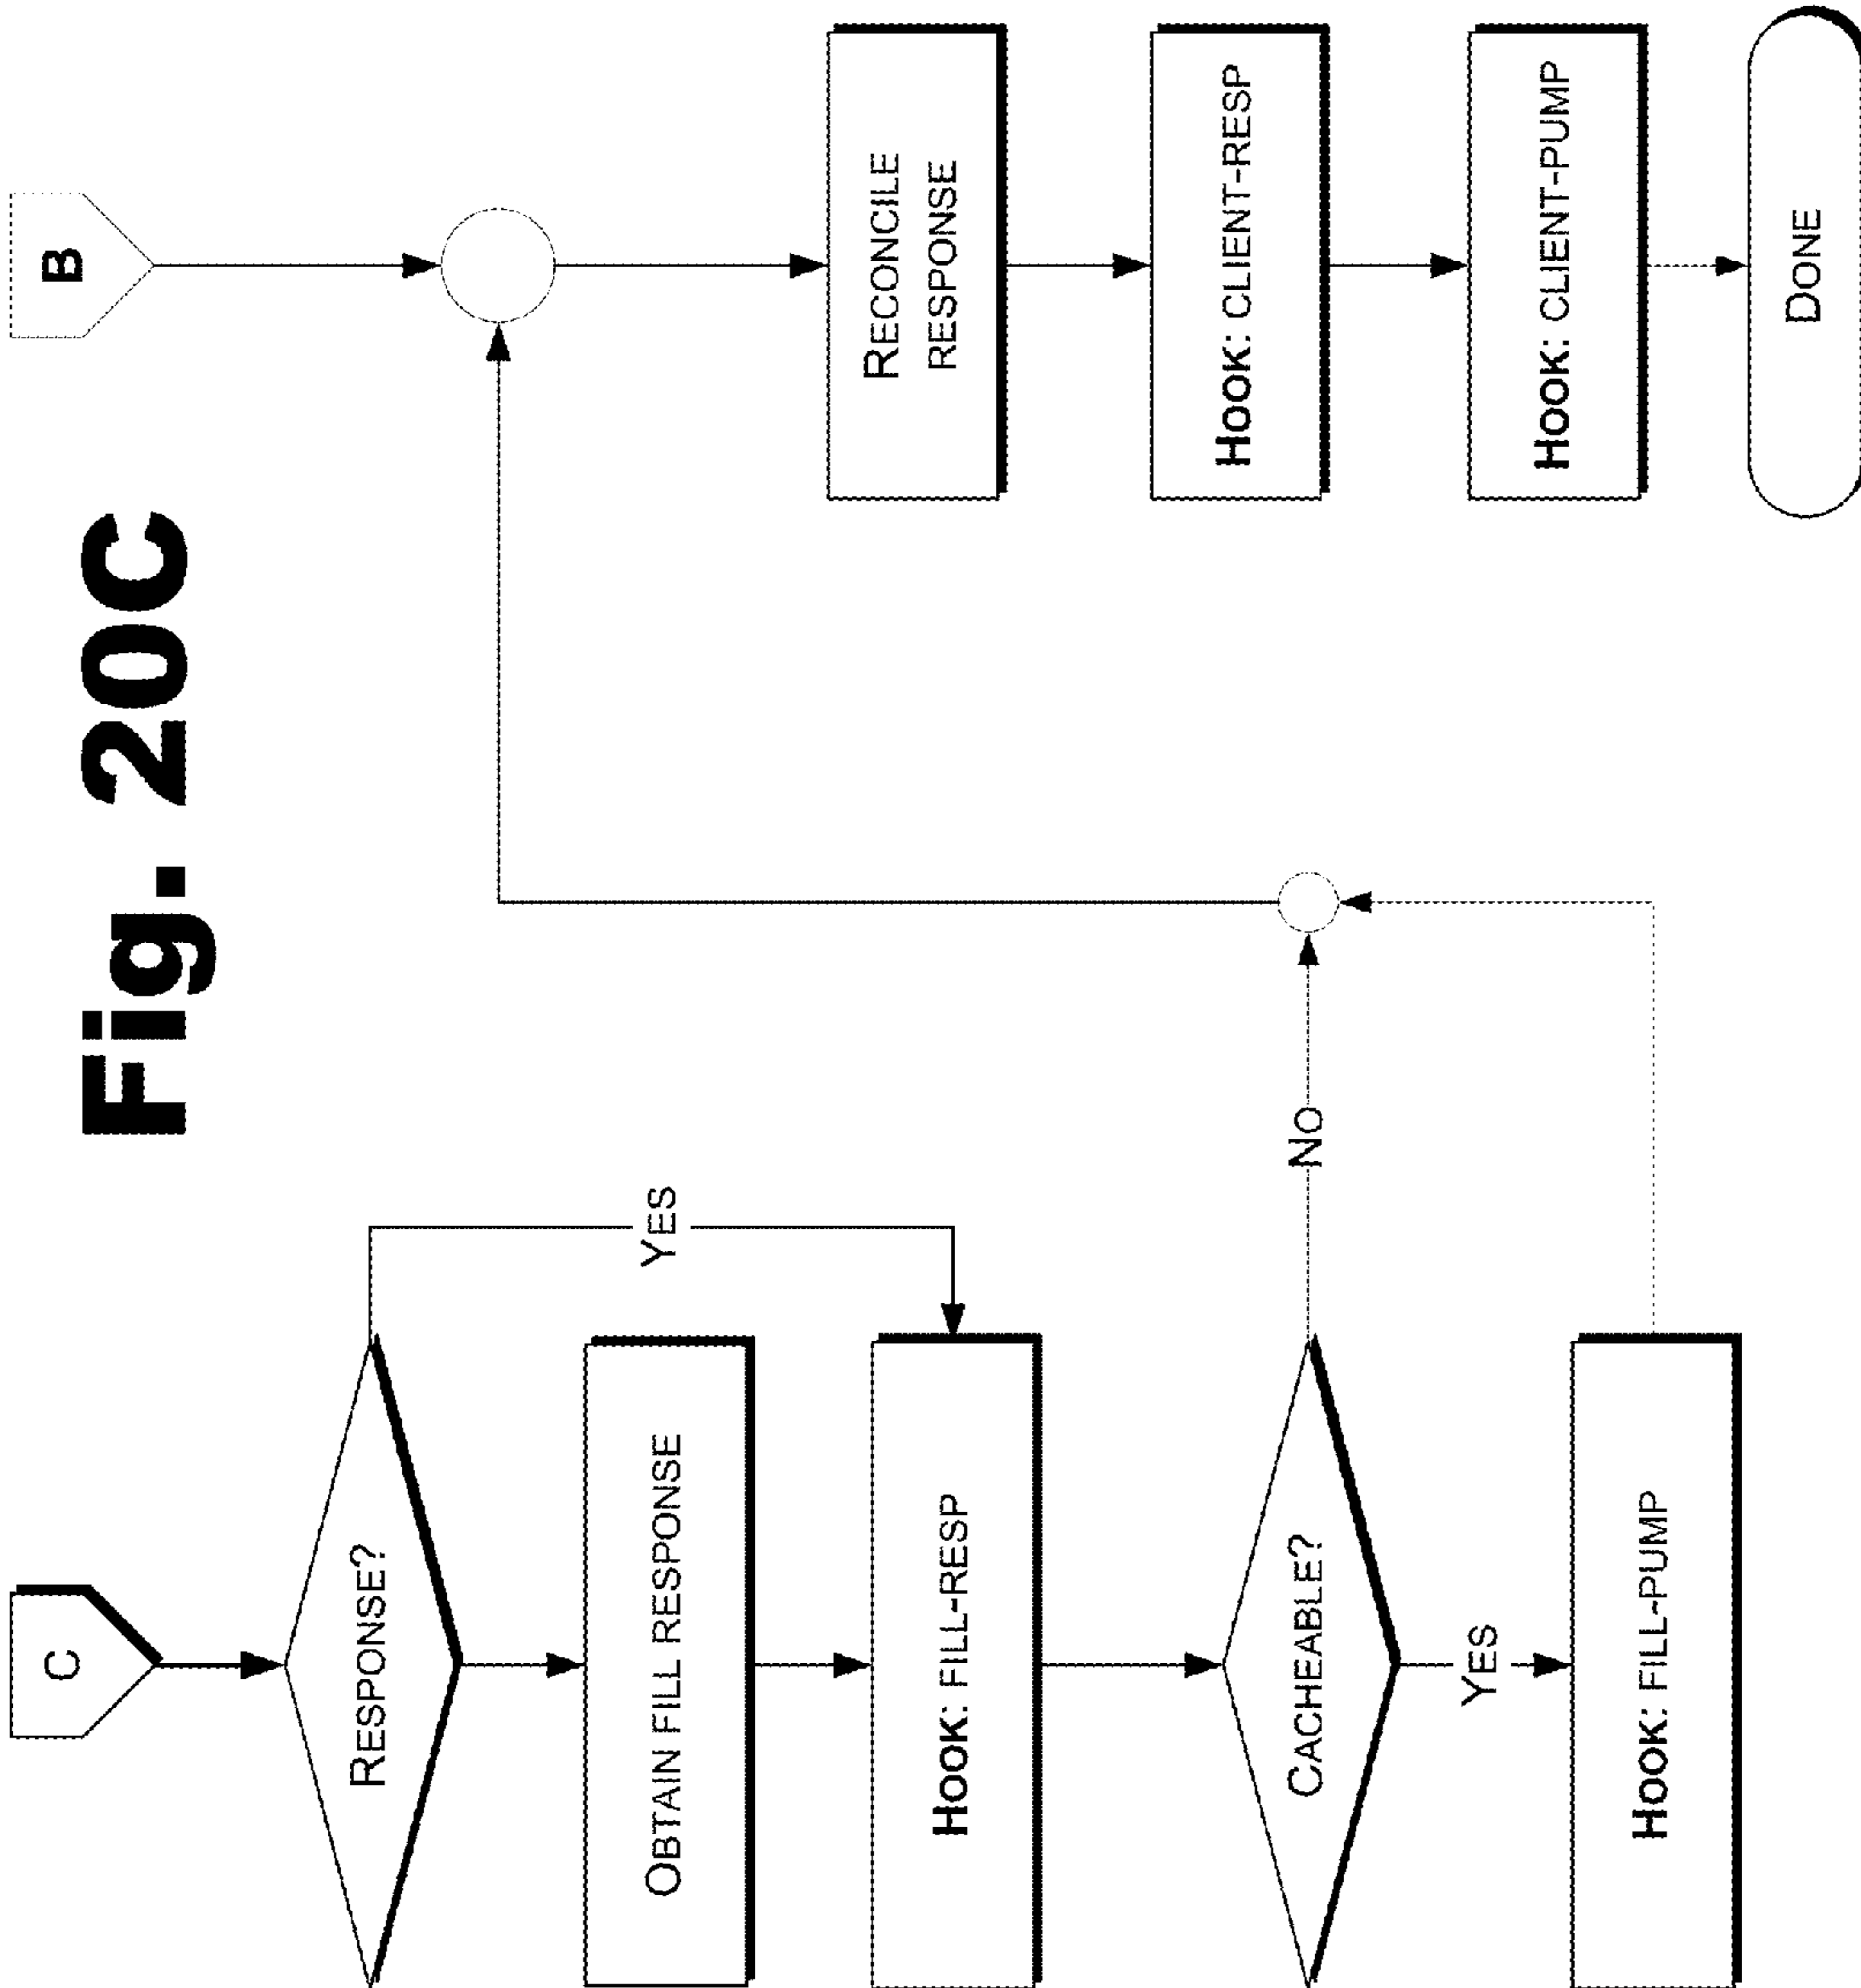 Fig. 20C
C
RESPONSE?
YES
OBTAIN FILL RESPONSE
HOOK: FILL-RESP
CACHEABLE?
NO
YES
HOOK: FILL-PUMP
B
RECONCILE
RESPONSE
HOOK: CLIENT-RESP
HOOK: CLIENT-PUMP
DONE